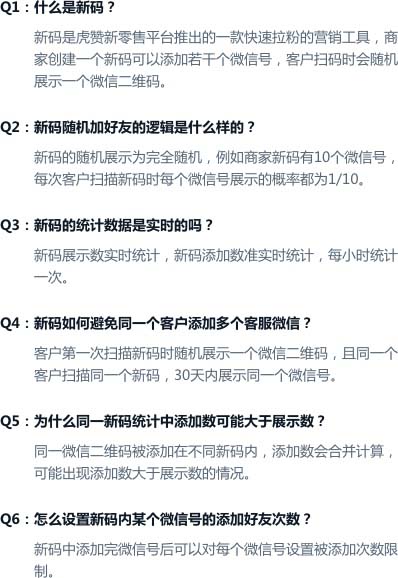 Q1：什么是新码？
新码是虎赞新零售平台推出的一款快速拉粉的营销工具，商
家创建一个新码可以添加若干个微信号，客户扫码时会随机
展示一个微信二维码。
Q2：新码随机加好友的逻辑是什么样的？
新码的随机展示为完全随机，例如商家新码有10个微信号，
每次客户扫描新码时每个微信号展示的概率都为1/10。
Q3：新码的统计数据是实时的吗？
新码展示数实时统计，新码添加数准实时统计，每小时统计
一次。
Q4：新码如何避免同一个客户添加多个客服微信？
客户第一次扫描新码时随机展示一个微信二维码，且同一个
客户扫描同一个新码，30天内展示同一个微信号。
Q5：为什么同一新码统计中添加数可能大于展示数？
同一微信二维码被添加在不同新码内，添加数会合并计算，
可能出现添加数大于展示数的情况。
Q6：怎么设置新码内某个微信号的添加好友次数？
新码中添加完微信号后可以对每个微信号设置被添加次数限
制。